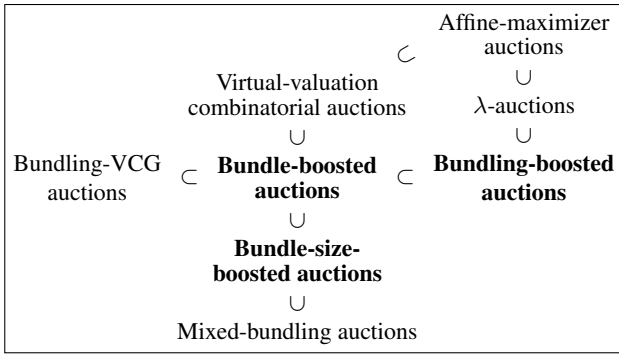 Affine-maximizer
auctions
⊂
Virtual-valuation
combinatorial auctions
∪
λ-auctions
∪
∪
Bundling-VCG
auctions
⊂
Bundle-boosted
auctions
⊂
Bundling-boosted
auctions
∪
Bundle-size-
boosted auctions
∪
Mixed-bundling auctions